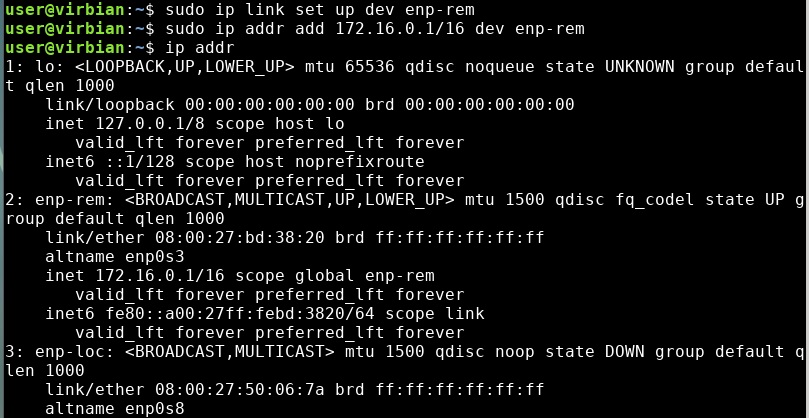 user@virbian:~$ sudo ip link set up dev enp-rem
user@virbian:~$ sudo ip addr add 172.16.0.1/16 dev enp-rem
user@virbian:~$ ip addr
1: lo: <LOOPBACK,UP,LOWER_UP> mtu 65536 qdisc noqueue state UNKNOWN group defaul
t qlen 1000
    link/loopback 00:00:00:00:00:00 brd 00:00:00:00:00:00
    inet 127.0.0.1/8 scope host lo
       valid_lft forever preferred_lft forever
    inet6 ::1/128 scope host noprefixroute
       valid_lft forever preferred_lft forever
2: enp-rem: <BROADCAST,MULTICAST,UP,LOWER_UP> mtu 1500 qdisc fq_codel state UP g
roup default qlen 1000
    link/ether 08:00:27:bd:38:20 brd ff:ff:ff:ff:ff:ff
    altname enp0s3
    inet 172.16.0.1/16 scope global enp-rem
       valid_lft forever preferred_lft forever
    inet6 fe80::a00:27ff:febd:3820/64 scope link
       valid_lft forever preferred_lft forever
3: enp-loc: <BROADCAST,MULTICAST> mtu 1500 qdisc noop state DOWN group default q
len 1000
    link/ether 08:00:27:50:06:7a brd ff:ff:ff:ff:ff:ff
    altname enp0s8